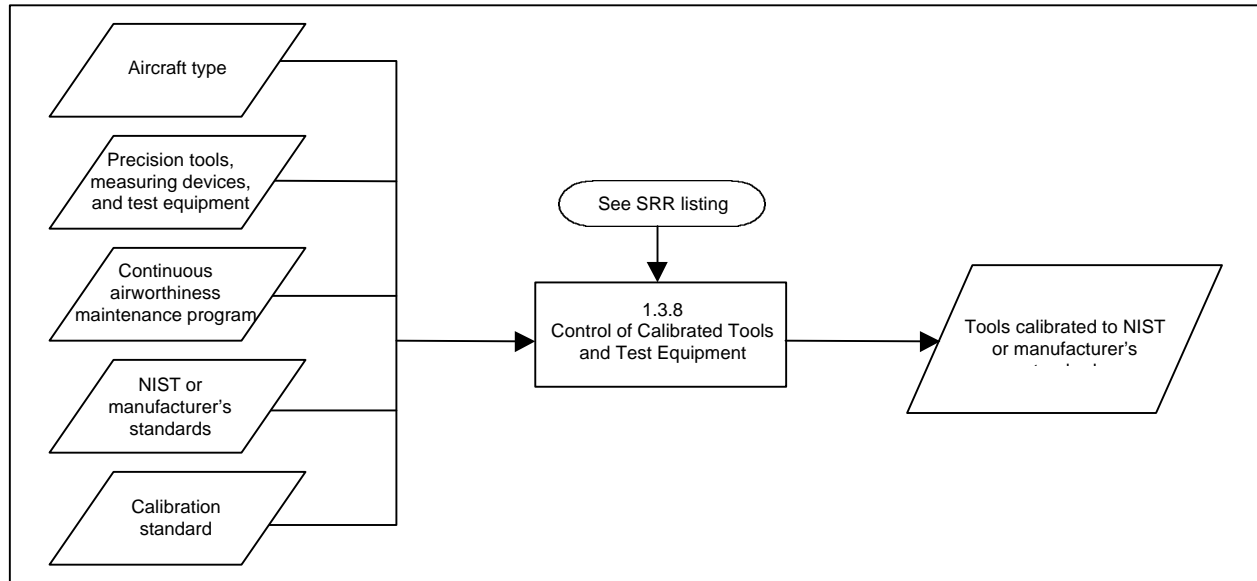 Aircraft type
Precision tools,
measuring devices,
and test equipment
Continuous
airworthiness
maintenance program
NIST or
manufacturer's
standards
Calibration
standard
See SRR listing
1.3.8
Control of Calibrated Tools
and Test Equipment
Tools calibrated to NIST
or manufacturer's